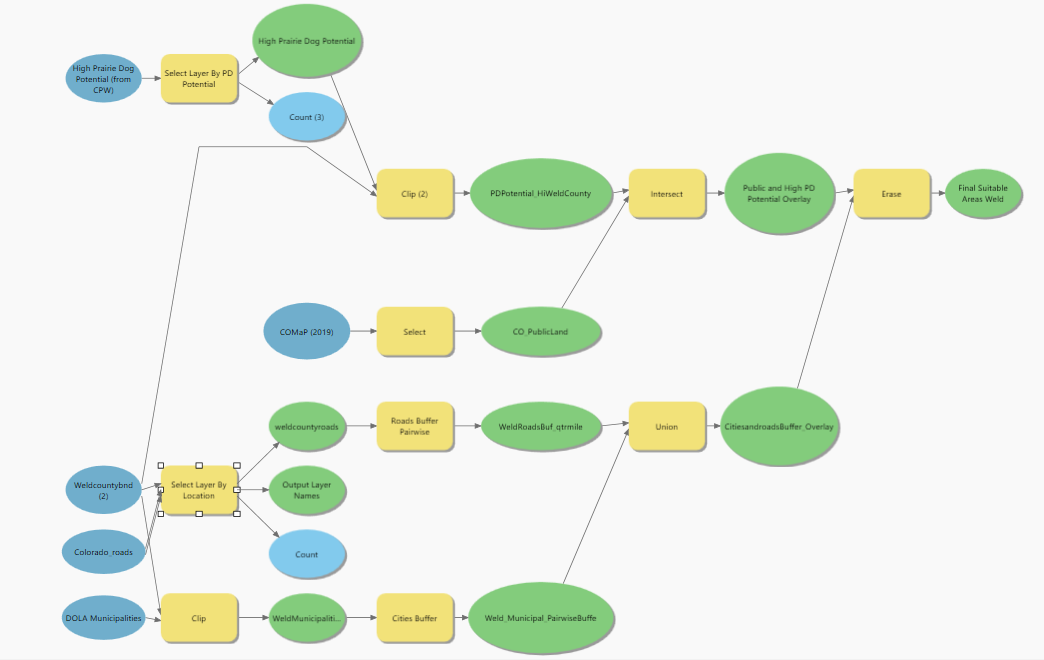 High Prairie Dog Potential
High Prairie Dog
Potential (from
CPW)
Select Layer By PD
Potential
Count (3)
Clip (2)
PDPotential_HiWeldCounty
Intersect
Public and High PD
Potential Overlay
Erase
Final Suitable
Areas Weld
COMaP (2019)
Select
CO_PublicLand
weldcountyroads
Roads Buffer
Pairwise
WeldRoadsBuf_qtrmile
Union
CitiesandroadsBuffer_Overlay
Weldcountybnd
(2)
Select Layer By
Location
Output Layer
Names
Colorado_roads
Count
DOLA Municipalities
Clip
WeldMunicipaliti...
Cities Buffer
Weld_Municipal_PairwiseBuffe